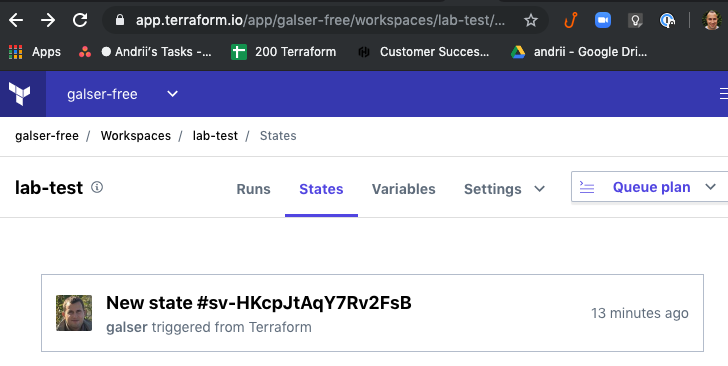 app.terraform.io/app/galser-free/workspaces/lab-test/...
Apps Andrii's Tasks -... 200 Terraform Customer Succes... andrii - Google Dri...
galser-free
galser-free / Workspaces / lab-test / States
lab-test Runs States Variables Settings Queue plan
New state #sv-HKcpJtAqY7Rv2FsB
galser triggered from Terraform 13 minutes ago